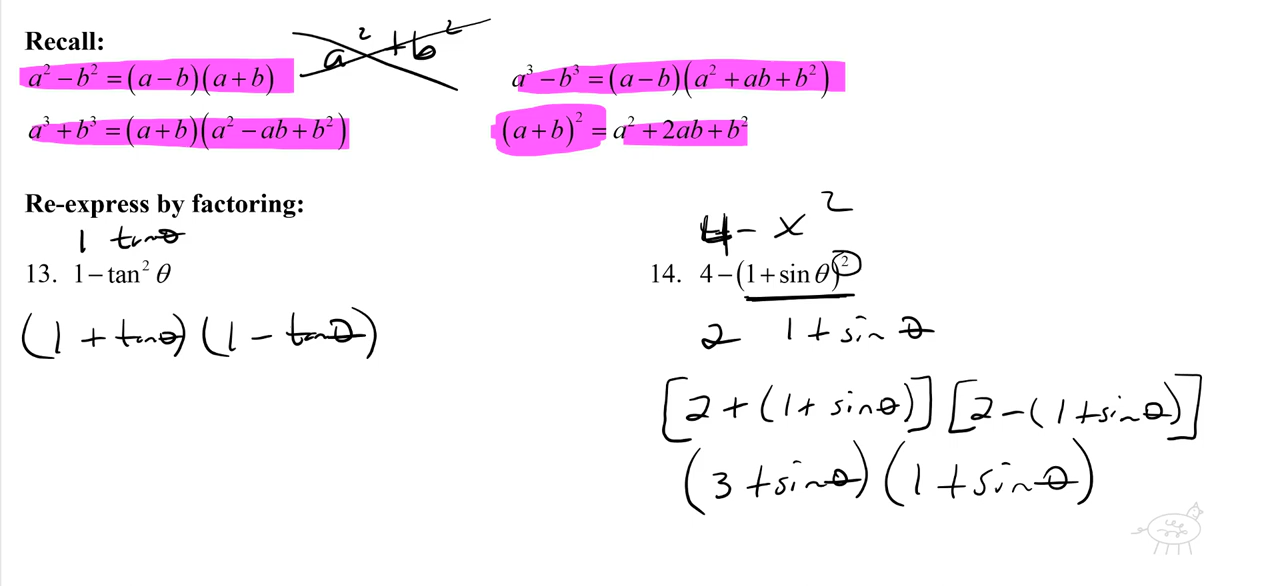 Recall:
a² + b²
a² − b² = (a − b)(a + b)
a³ − b³ = (a − b)(a² + ab + b²)
a³ + b³ = (a + b)(a² − ab + b²)
(a + b)² = a² + 2ab + b²
Re-express by factoring:
4 − x²
1 tanθ
13. 1 − tan² θ
14. 4 − (1 + sin θ)²
(1 + tanθ)(1 − tanθ)
2 1 + sin θ
[2 + (1 + sinθ)][2 − (1 + sinθ)]
(3 + sinθ)(1 + sinθ)